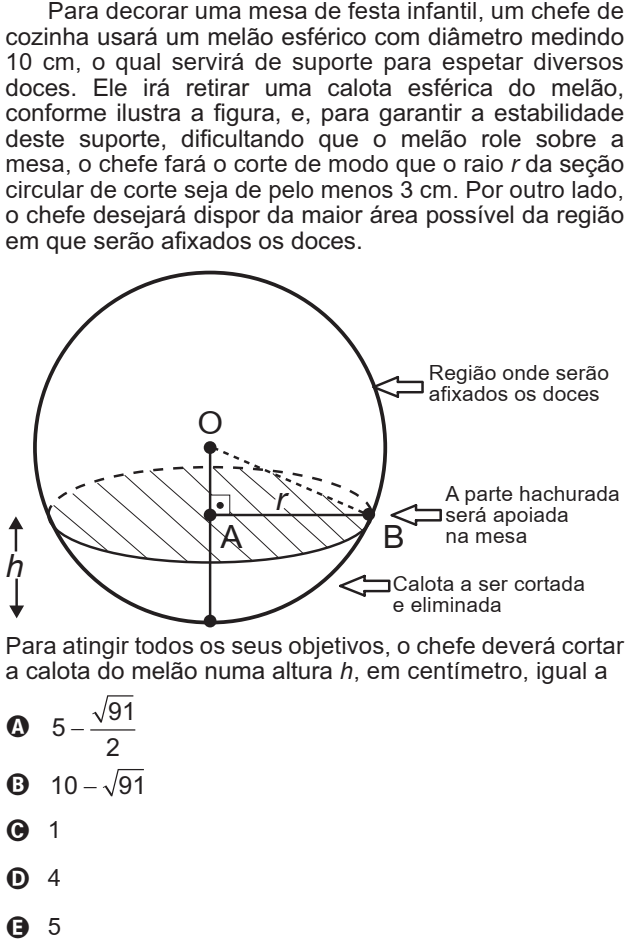 Para decorar uma mesa de festa infantil, um chefe de
cozinha usará um melão esférico com diâmetro medindo
10 cm, o qual servirá de suporte para espetar diversos
doces. Ele irá retirar uma calota esférica do melão,
conforme ilustra a figura, e, para garantir a estabilidade
deste suporte, dificultando que o melão role sobre a
mesa, o chefe fará o corte de modo que o raio r da seção
circular de corte seja de pelo menos 3 cm. Por outro lado,
o chefe desejará dispor da maior área possível da região
em que serão afixados os doces.
Região onde serão
afixados os doces
O
r
A
B
A parte hachurada
será apoiada
na mesa
h
Calota a ser cortada
e eliminada
Para atingir todos os seus objetivos, o chefe deverá cortar
a calota do melão numa altura h, em centímetro, igual a
A 5 − √91/2
B 10 − √91
C 1
D 4
E 5